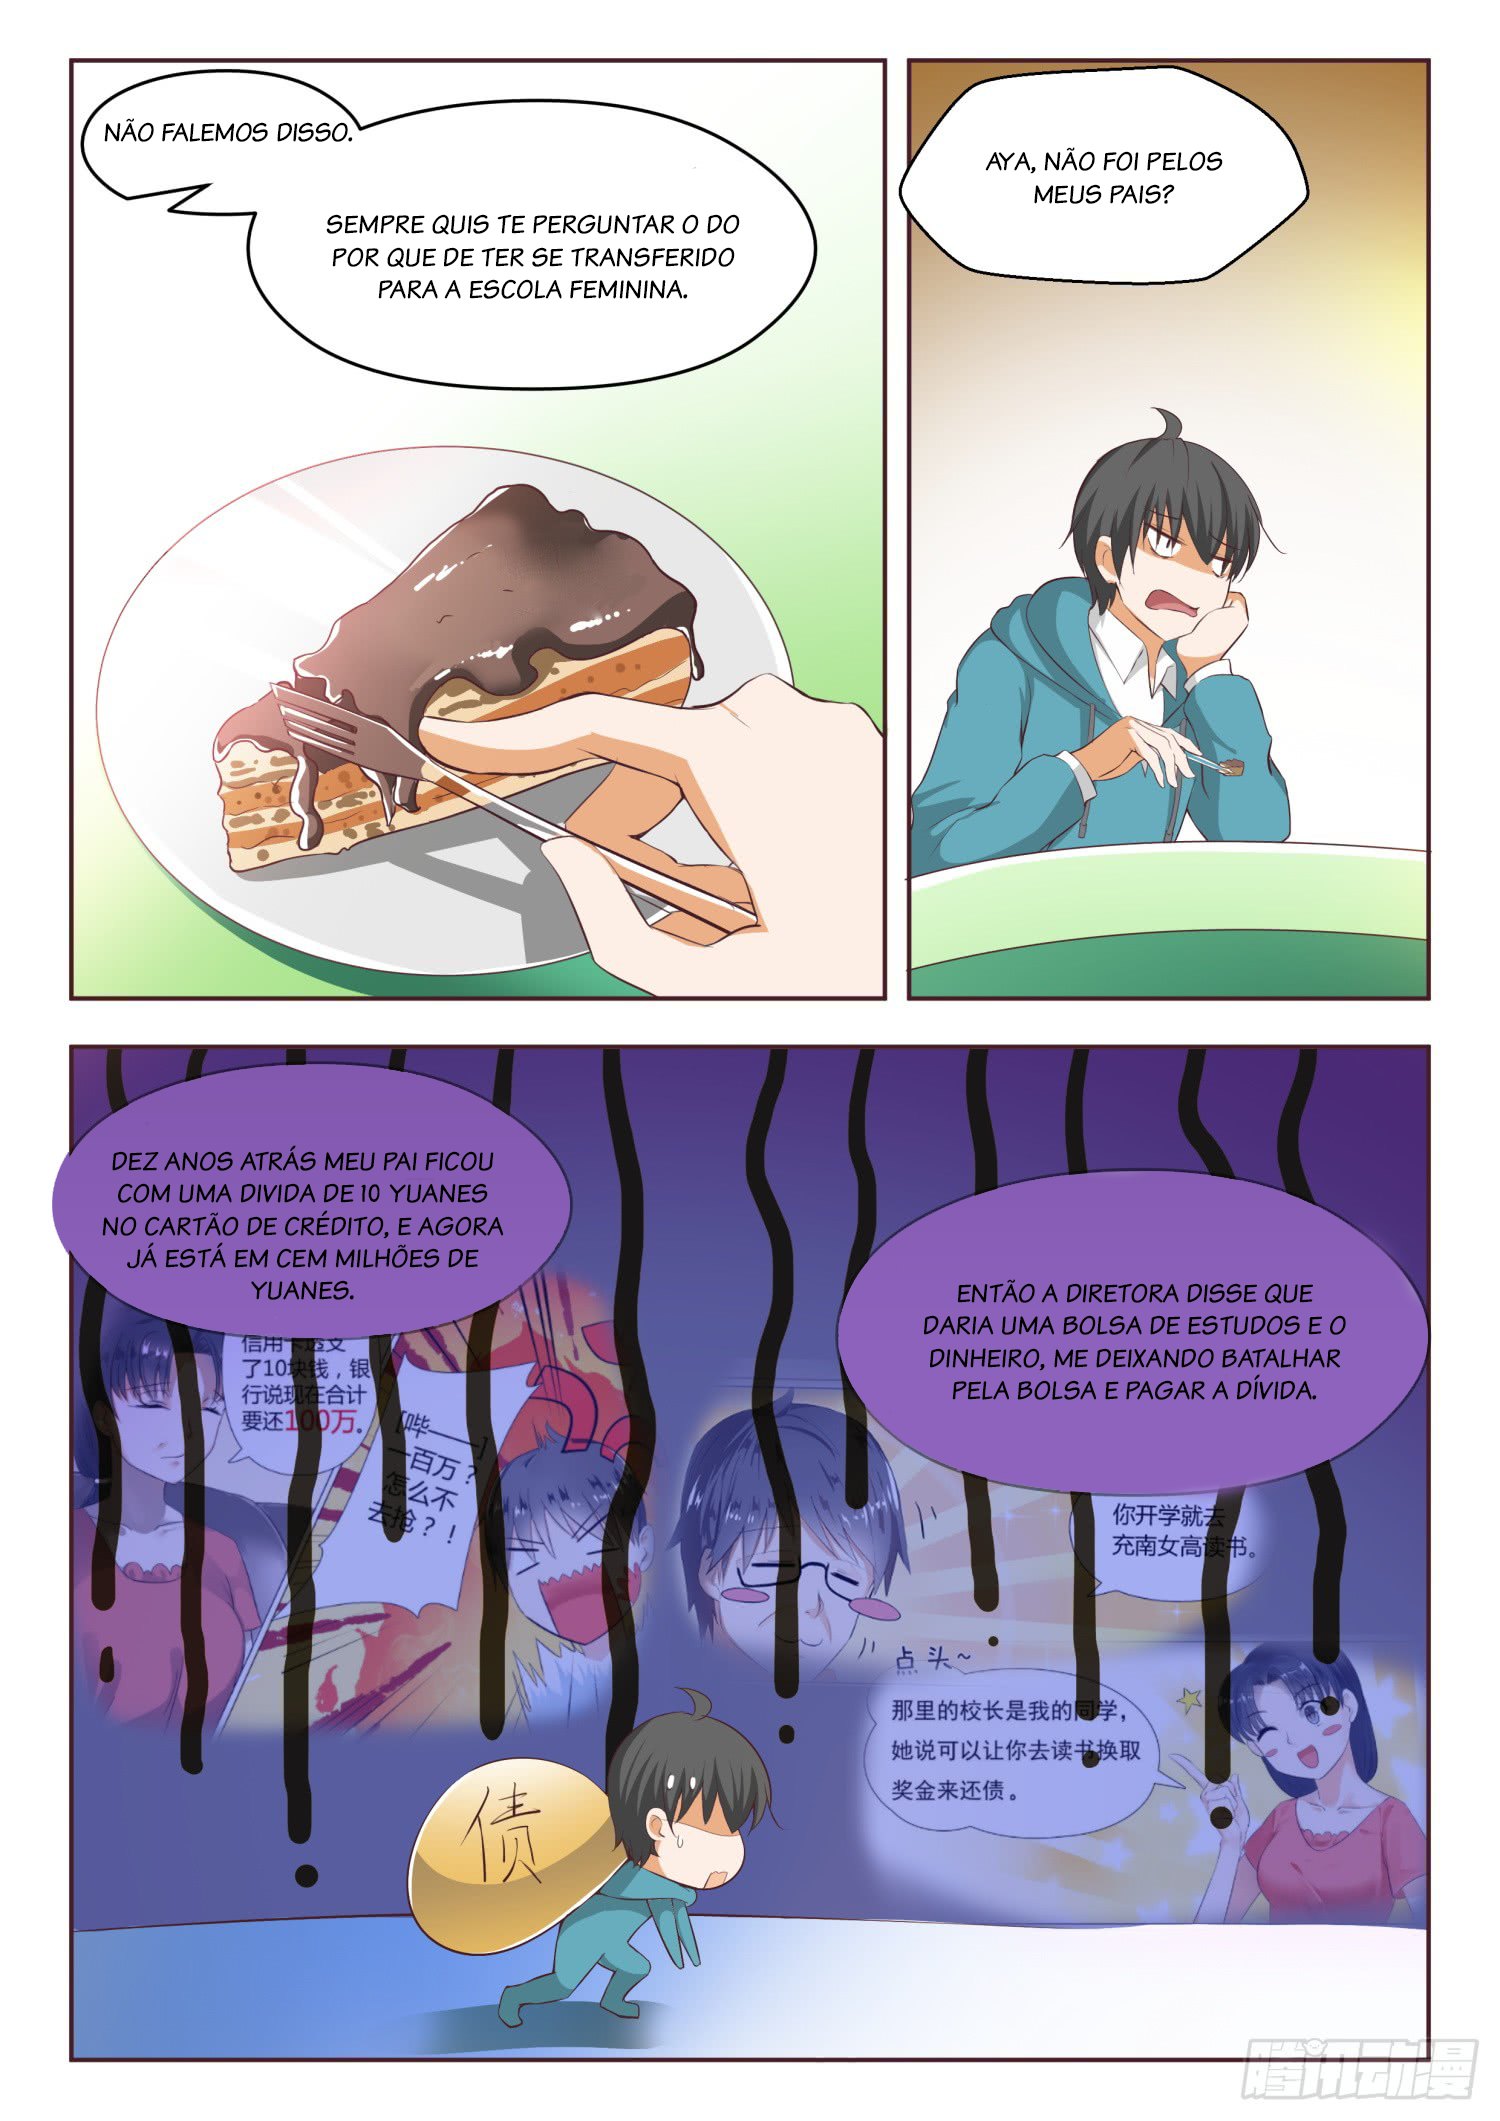 NÃO FALEMOS DISSO.
SEMPRE QUIS TE PERGUNTAR O DO
POR QUE DE TER SE TRANSFERIDO
PARA A ESCOLA FEMININA.
AYA, NÃO FOI PELOS
MEUS PAIS?
DEZ ANOS ATRÁS MEU PAI FICOU
COM UMA DIVIDA DE 10 YUANES
NO CARTÃO DE CRÉDITO, E AGORA
JÁ ESTÁ EM CEM MILHÕES DE
YUANES.
ENTÃO A DIRETORA DISSE QUE
DARIA UMA BOLSA DE ESTUDOS E O
DINHEIRO, ME DEIXANDO BATALHAR
PELA BOLSA E PAGAR A DÍVIDA.
信用卡透支
了10块钱，银
行说现在合计
要还100万。
[哔——]
一百万？
怎么不
去抢？！
你开学就去
充南女高读书。
点头~
那里的校长是我的同学，
她说可以让你去读书换取
奖金来还债。
债
腾讯动漫